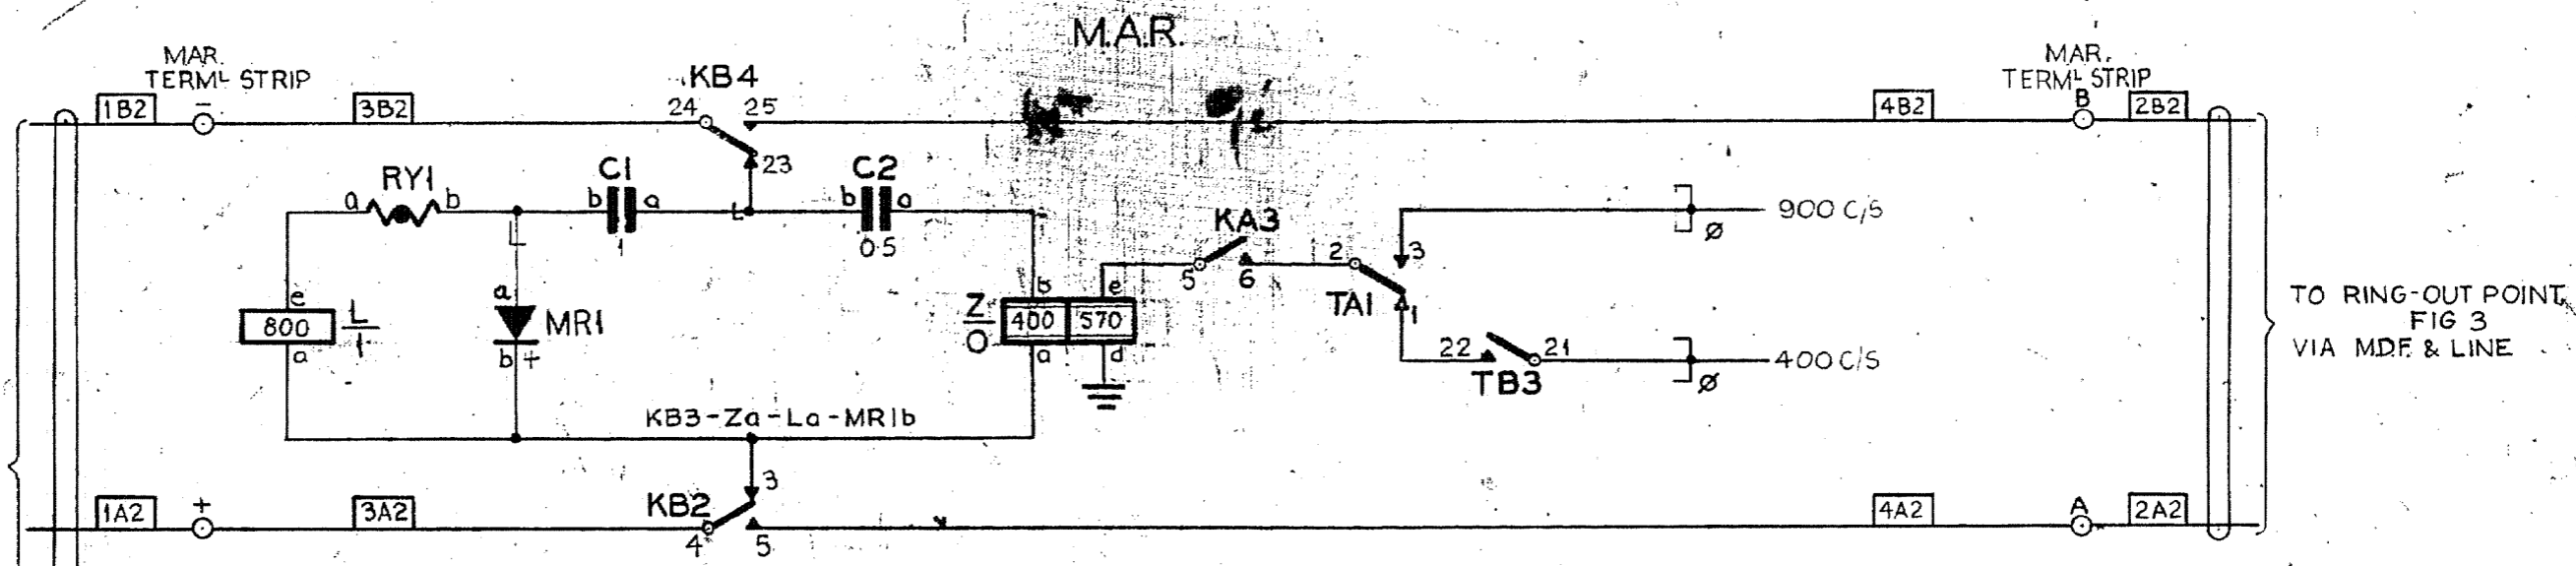 M.A.R.
MAR.
TERML STRIP
1B2
−
3B2
KB4
24
25
23
4B2
MAR.
TERML STRIP
B
2B2
RY1
a
b
C1
b
a
1
C2
b
a
0.5
900 C/S
Ø
KA3
5
6
2
3
TA1
1
e
800
a
L
1
a
MR1
b +
Z
O
b
400
a
e
570
d
22
21
TB3
400 C/S
Ø
TO RING-OUT POINT,
FIG 3
VIA M.D.F. & LINE
KB3-Za-La-MR1b
3
KB2
4
5
1A2
+
3A2
4A2
A
2A2